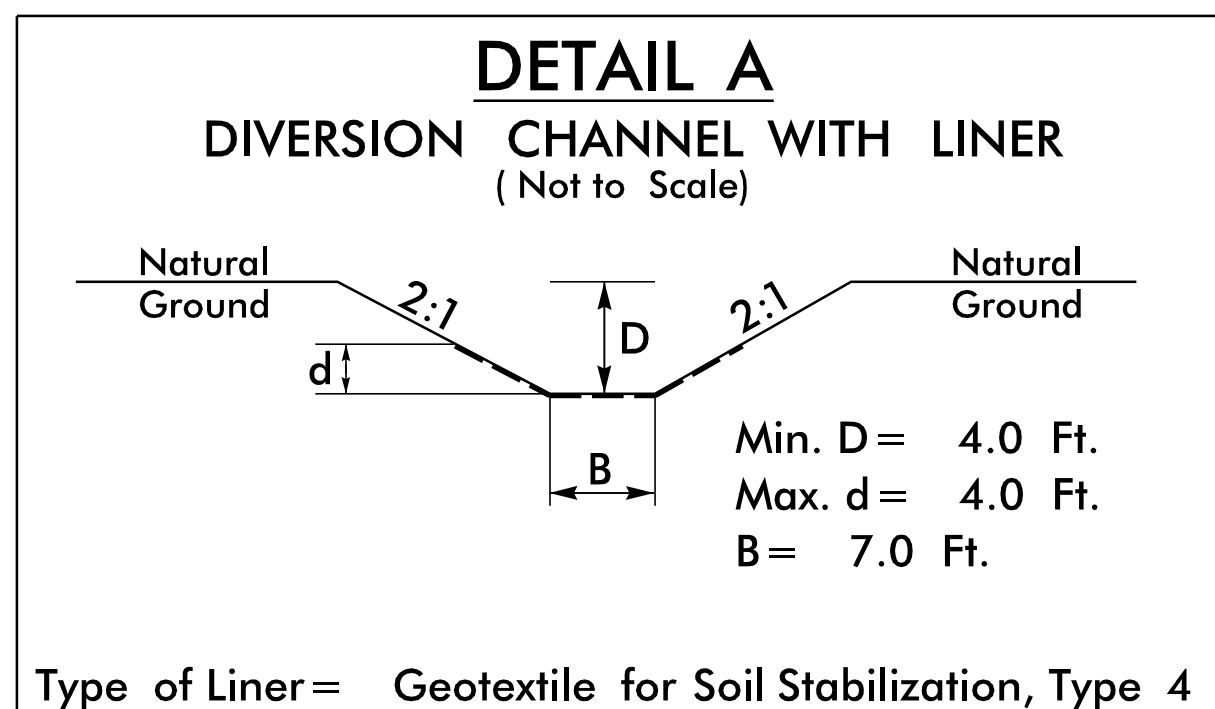 DETAIL A
DIVERSION CHANNEL WITH LINER
( Not to Scale)
Natural
Ground
2:1
D
2:1
Natural
Ground
d
B
Min. D = 4.0 Ft.
Max. d = 4.0 Ft.
B = 7.0 Ft.
Type of Liner = Geotextile for Soil Stabilization, Type 4